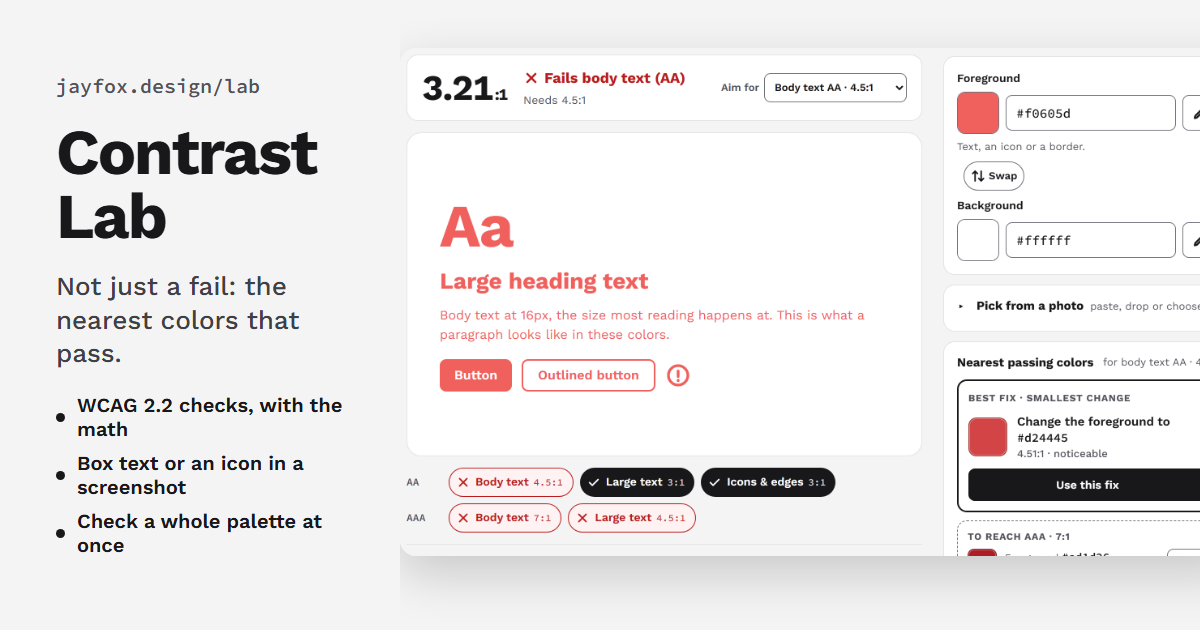 jayfox.design/lab
Contrast
Lab
Not just a fail: the
nearest colors that
pass.
WCAG 2.2 checks, with the
math
Box text or an icon in a
screenshot
Check a whole palette at
once
3.21:1
Fails body text (AA)
Needs 4.5:1
Aim for
Body text AA · 4.5:1
Aa
Large heading text
Body text at 16px, the size most reading happens at. This is what a
paragraph looks like in these colors.
Button
Outlined button
AA
Body text 4.5:1
Large text 3:1
Icons & edges 3:1
AAA
Body text 7:1
Large text 4.5:1
Foreground
#f0605d
Text, an icon or a border.
Swap
Background
#ffffff
Pick from a photo paste, drop or choose
Nearest passing colors for body text AA · 4
BEST FIX · SMALLEST CHANGE
Change the foreground to
#d24445
4.51:1 · noticeable
Use this fix
TO REACH AAA · 7:1